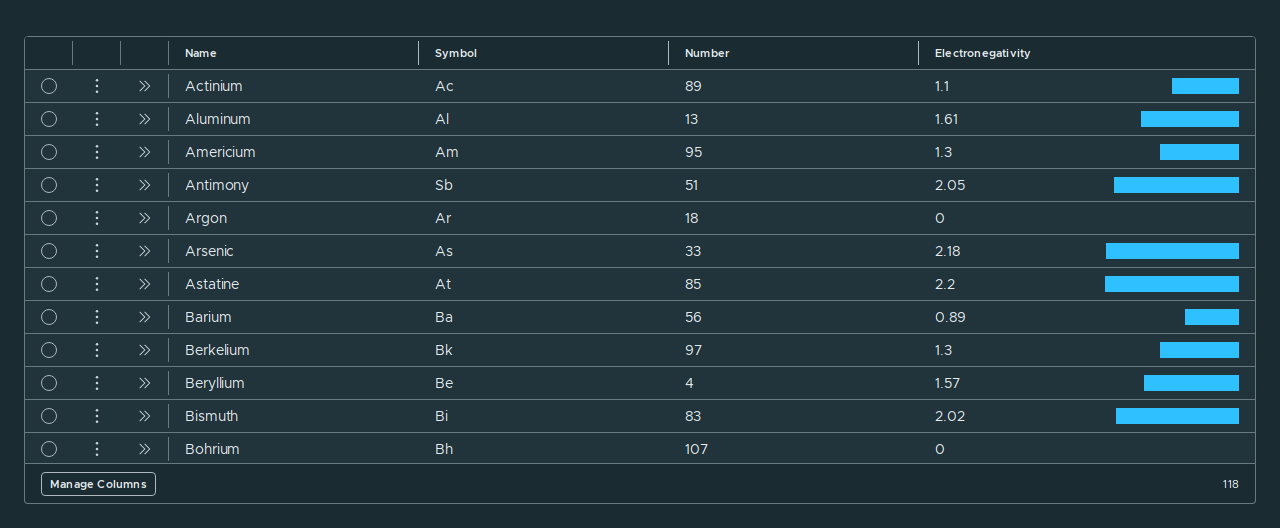 Name Symbol Number Electronegativity
Actinium Ac 89 1.1
Aluminum Al 13 1.61
Americium Am 95 1.3
Antimony Sb 51 2.05
Argon Ar 18 0
Arsenic As 33 2.18
Astatine At 85 2.2
Barium Ba 56 0.89
Berkelium Bk 97 1.3
Beryllium Be 4 1.57
Bismuth Bi 83 2.02
Bohrium Bh 107 0
Manage Columns 118